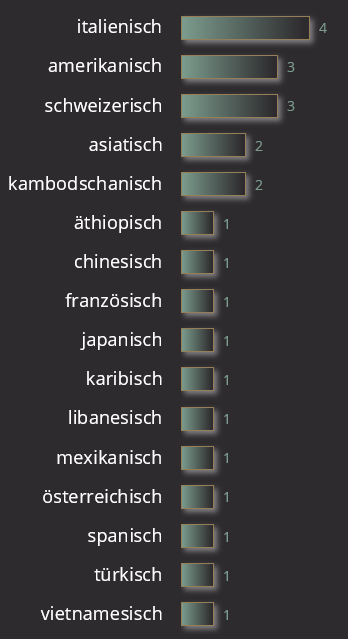 italienisch 4
amerikanisch 3
schweizerisch 3
asiatisch 2
kambodschanisch 2
äthiopisch 1
chinesisch 1
französisch 1
japanisch 1
karibisch 1
libanesisch 1
mexikanisch 1
österreichisch 1
spanisch 1
türkisch 1
vietnamesisch 1